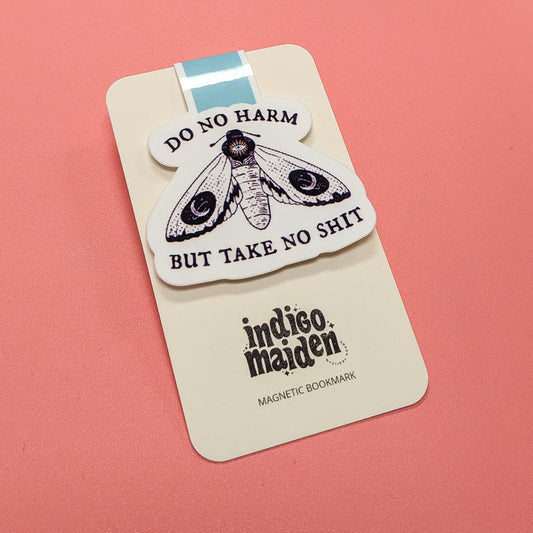 DO NO HARM
BUT TAKE NO SHIT
indigo
maiden
MAGNETIC BOOKMARK